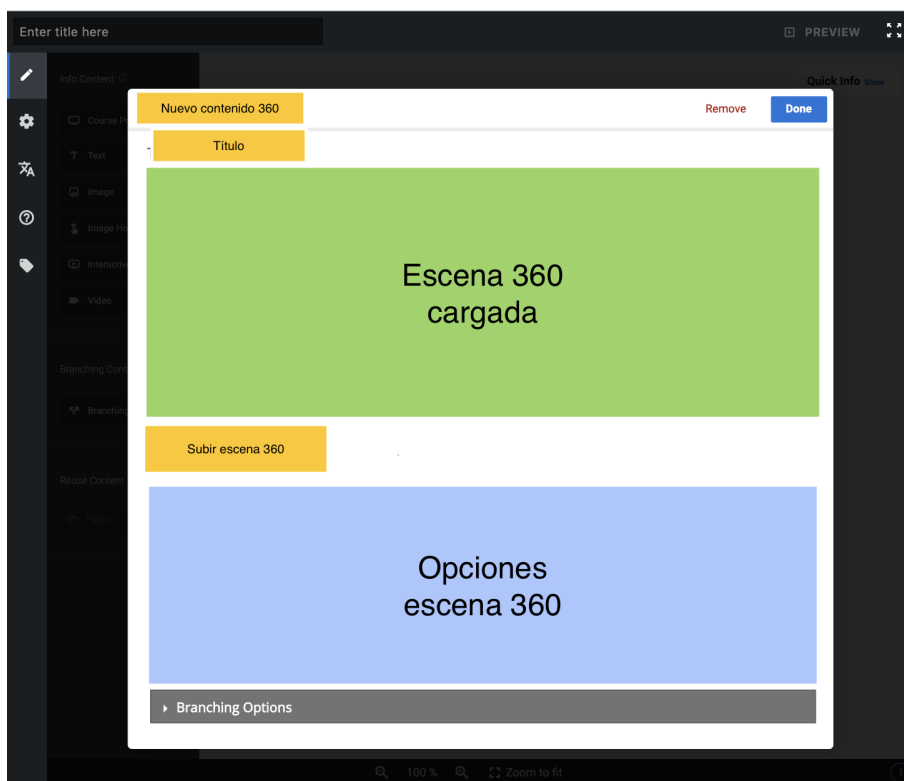 Enter title here
PREVIEW
Info Content
Quick Info Show
Nuevo contenido 360
Remove
Done
Course P
Título
Text
Image
Image Ho
Interactive
Video
Escena 360
cargada
Branching Cont
Branching
Subir escena 360
Reuse Content
Paste
Opciones
escena 360
Branching Options
100 %
Zoom to fit